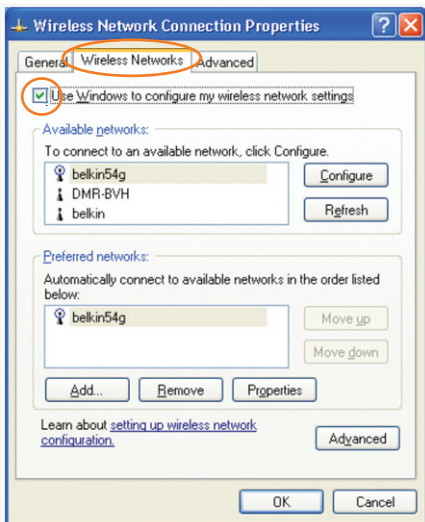 Wireless Network Connection Properties
General Wireless Networks Advanced
Use Windows to configure my wireless network settings
Available networks:
To connect to an available network, click Configure.
belkin54g
DMR-BVH
belkin
Configure
Refresh
Preferred networks:
Automatically connect to available networks in the order listed
below:
belkin54g
Move up
Move down
Add... Remove Properties
Learn about setting up wireless network
configuration.
Advanced
OK Cancel